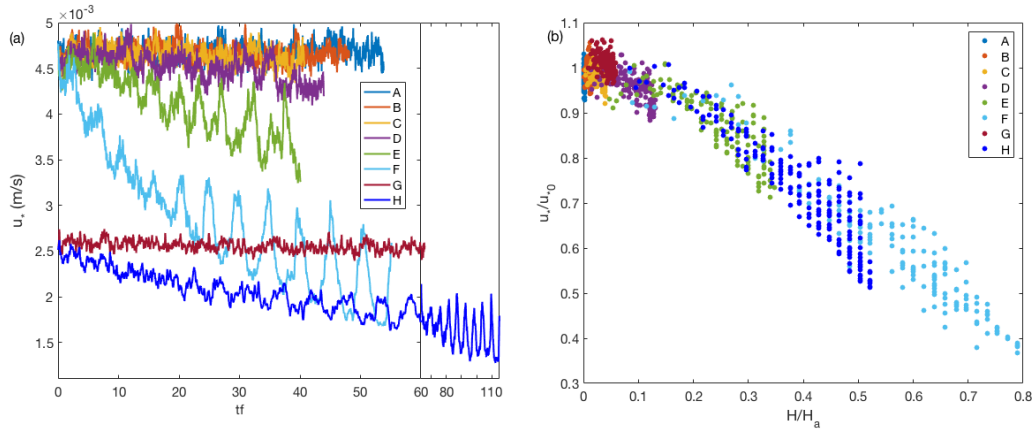 (a)
×10⁻³
5
4.5
4
3.5
3
2.5
2
1.5
u* (m/s)
0 10 20 30 40 50 60 80 110
tf
A
B
C
D
E
F
G
H
(b)
1.1
1
0.9
0.8
0.7
0.6
0.5
0.4
0.3
u*/u*0
0 0.1 0.2 0.3 0.4 0.5 0.6 0.7 0.8
H/Ha
A
B
C
D
E
F
G
H